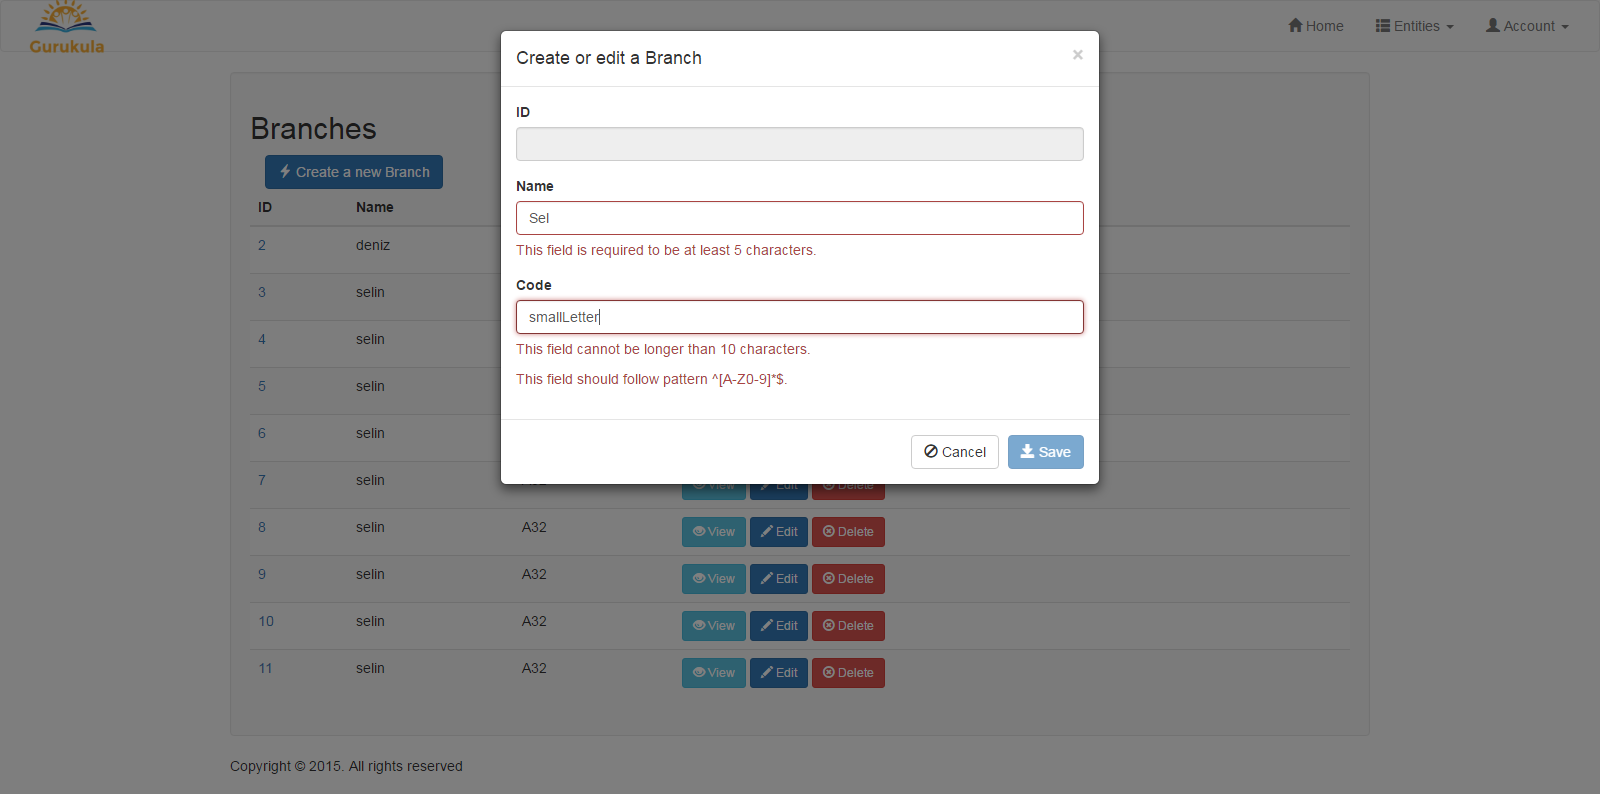 Gurukula
Home Entities Account
Create or edit a Branch ×
ID
Name
Sel
This field is required to be at least 5 characters.
Code
smallLetter
This field cannot be longer than 10 characters.
This field should follow pattern ^[A-Z0-9]*$.
Cancel Save
Branches
Create a new Branch
ID Name
2 deniz
3 selin
4 selin
5 selin
6 selin
7 selin View Edit Delete
8 selin A32 View Edit Delete
9 selin A32 View Edit Delete
10 selin A32 View Edit Delete
11 selin A32 View Edit Delete
Copyright © 2015. All rights reserved